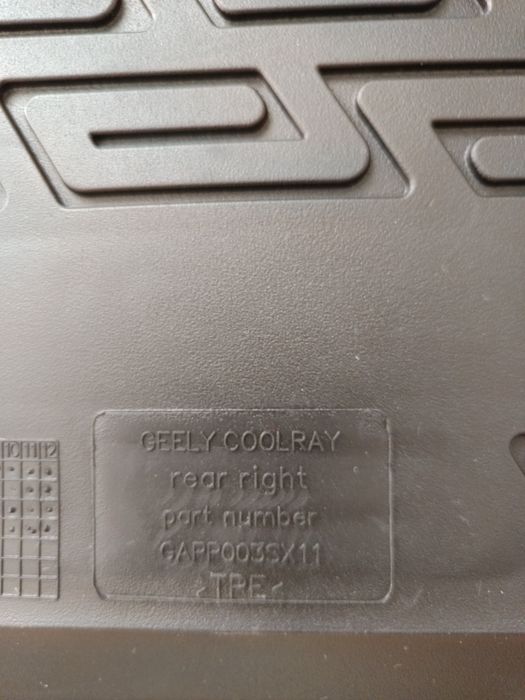 10 11 12
GEELY COOLRAY
rear right
part number
GAPP003SX11
>TPE<